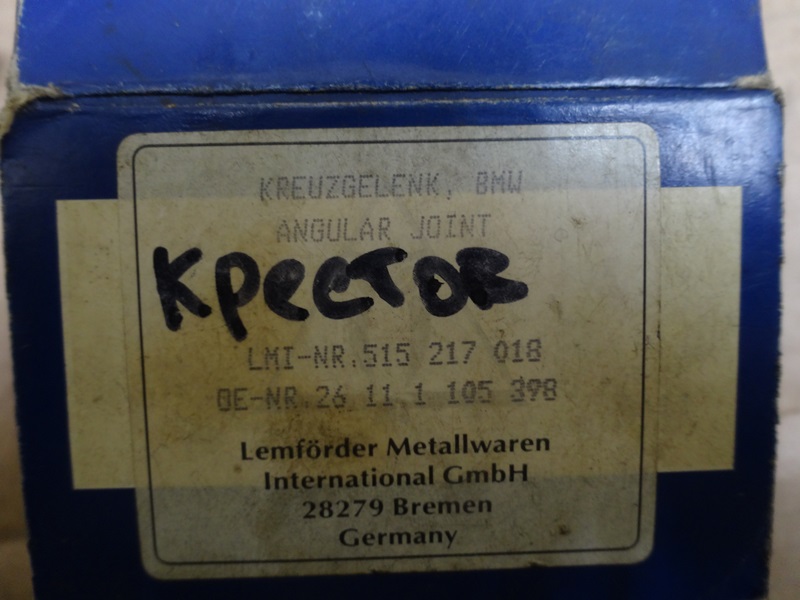 KREUZGELENK, BMW
ANGULAR JOINT
Крестов
LMI-NR.515 217 018
OE-NR.26 11 1 105 398
Lemförder Metallwaren
International GmbH
28279 Bremen
Germany